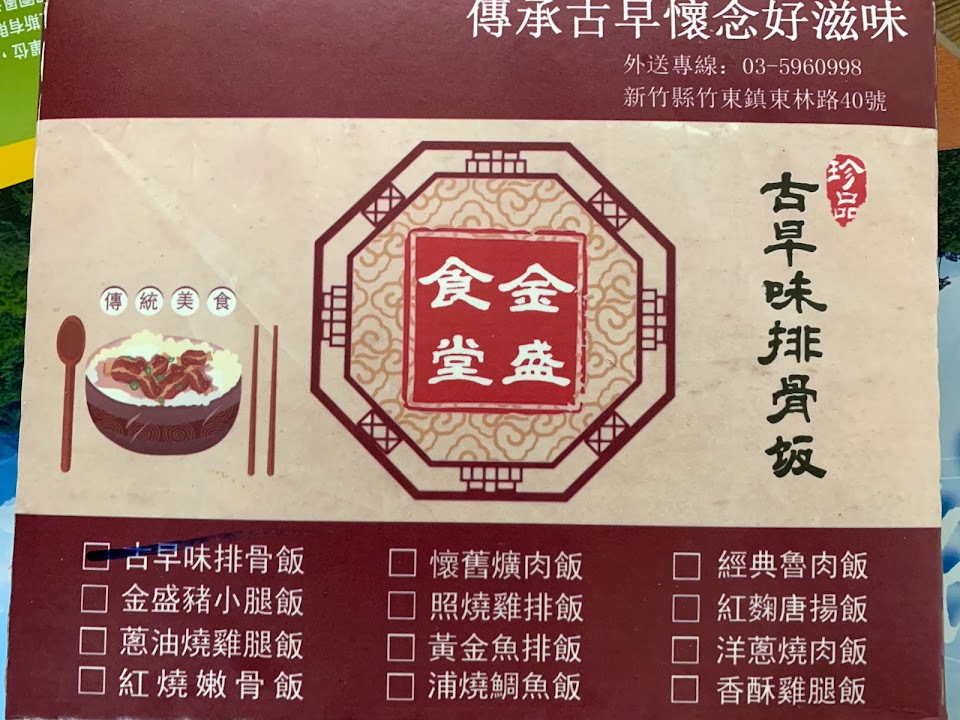 傳承古早懷念好滋味
外送專線：03-5960998
新竹縣竹東鎮東林路40號
珍品
古早味排骨飯
金盛
食堂
傳統美食
古早味排骨飯
懷舊爌肉飯
經典魯肉飯
金盛豬小腿飯
照燒雞排飯
紅麴唐揚飯
蔥油燒雞腿飯
黃金魚排飯
洋蔥燒肉飯
紅燒嫩骨飯
浦燒鯛魚飯
香酥雞腿飯